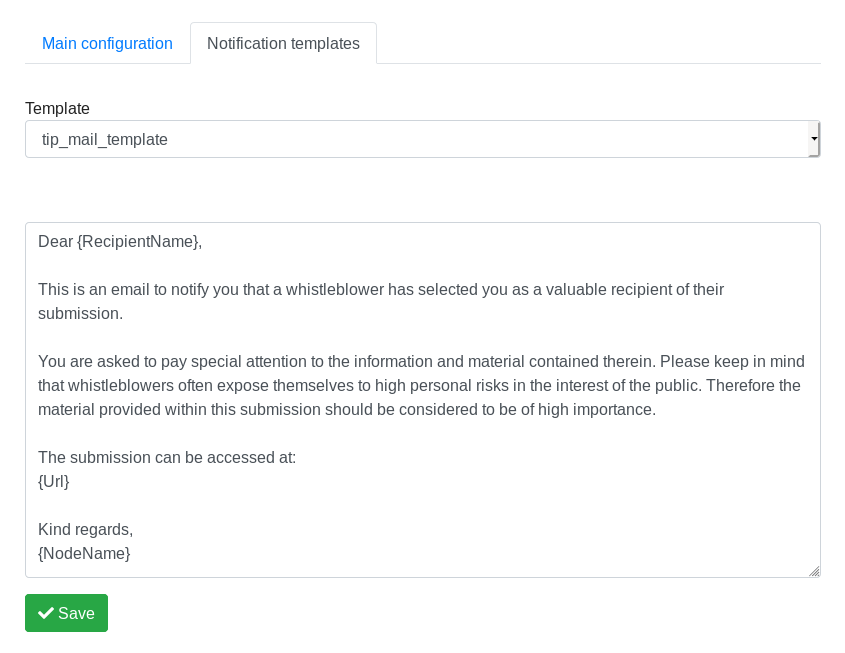 Main configuration
Notification templates
Template
tip_mail_template
Dear {RecipientName},
This is an email to notify you that a whistleblower has selected you as a valuable recipient of their
submission.
You are asked to pay special attention to the information and material contained therein. Please keep in mind
that whistleblowers often expose themselves to high personal risks in the interest of the public. Therefore the
material provided within this submission should be considered to be of high importance.
The submission can be accessed at:
{Url}
Kind regards,
{NodeName}
Save